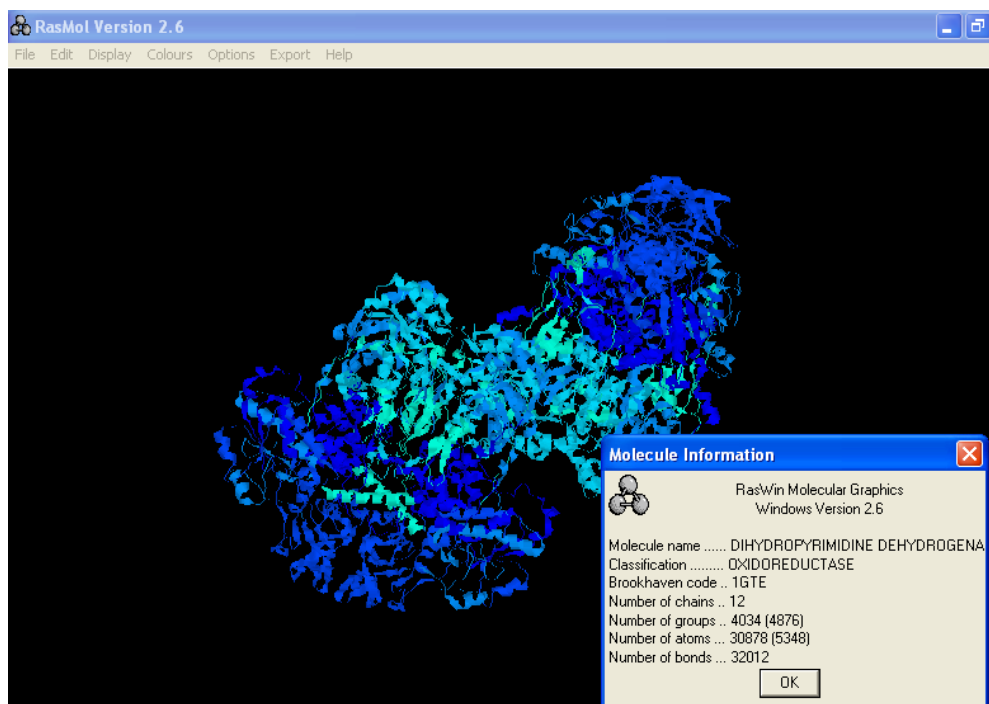 RasMol Version 2.6
File Edit Display Colours Options Export Help
Molecule Information
RasWin Molecular Graphics
Windows Version 2.6
Molecule name ...... DIHYDROPYRIMIDINE DEHYDROGENA
Classification ......... OXIDOREDUCTASE
Brookhaven code .. 1GTE
Number of chains .. 12
Number of groups .. 4034 (4876)
Number of atoms ... 30878 (5348)
Number of bonds ... 32012
OK